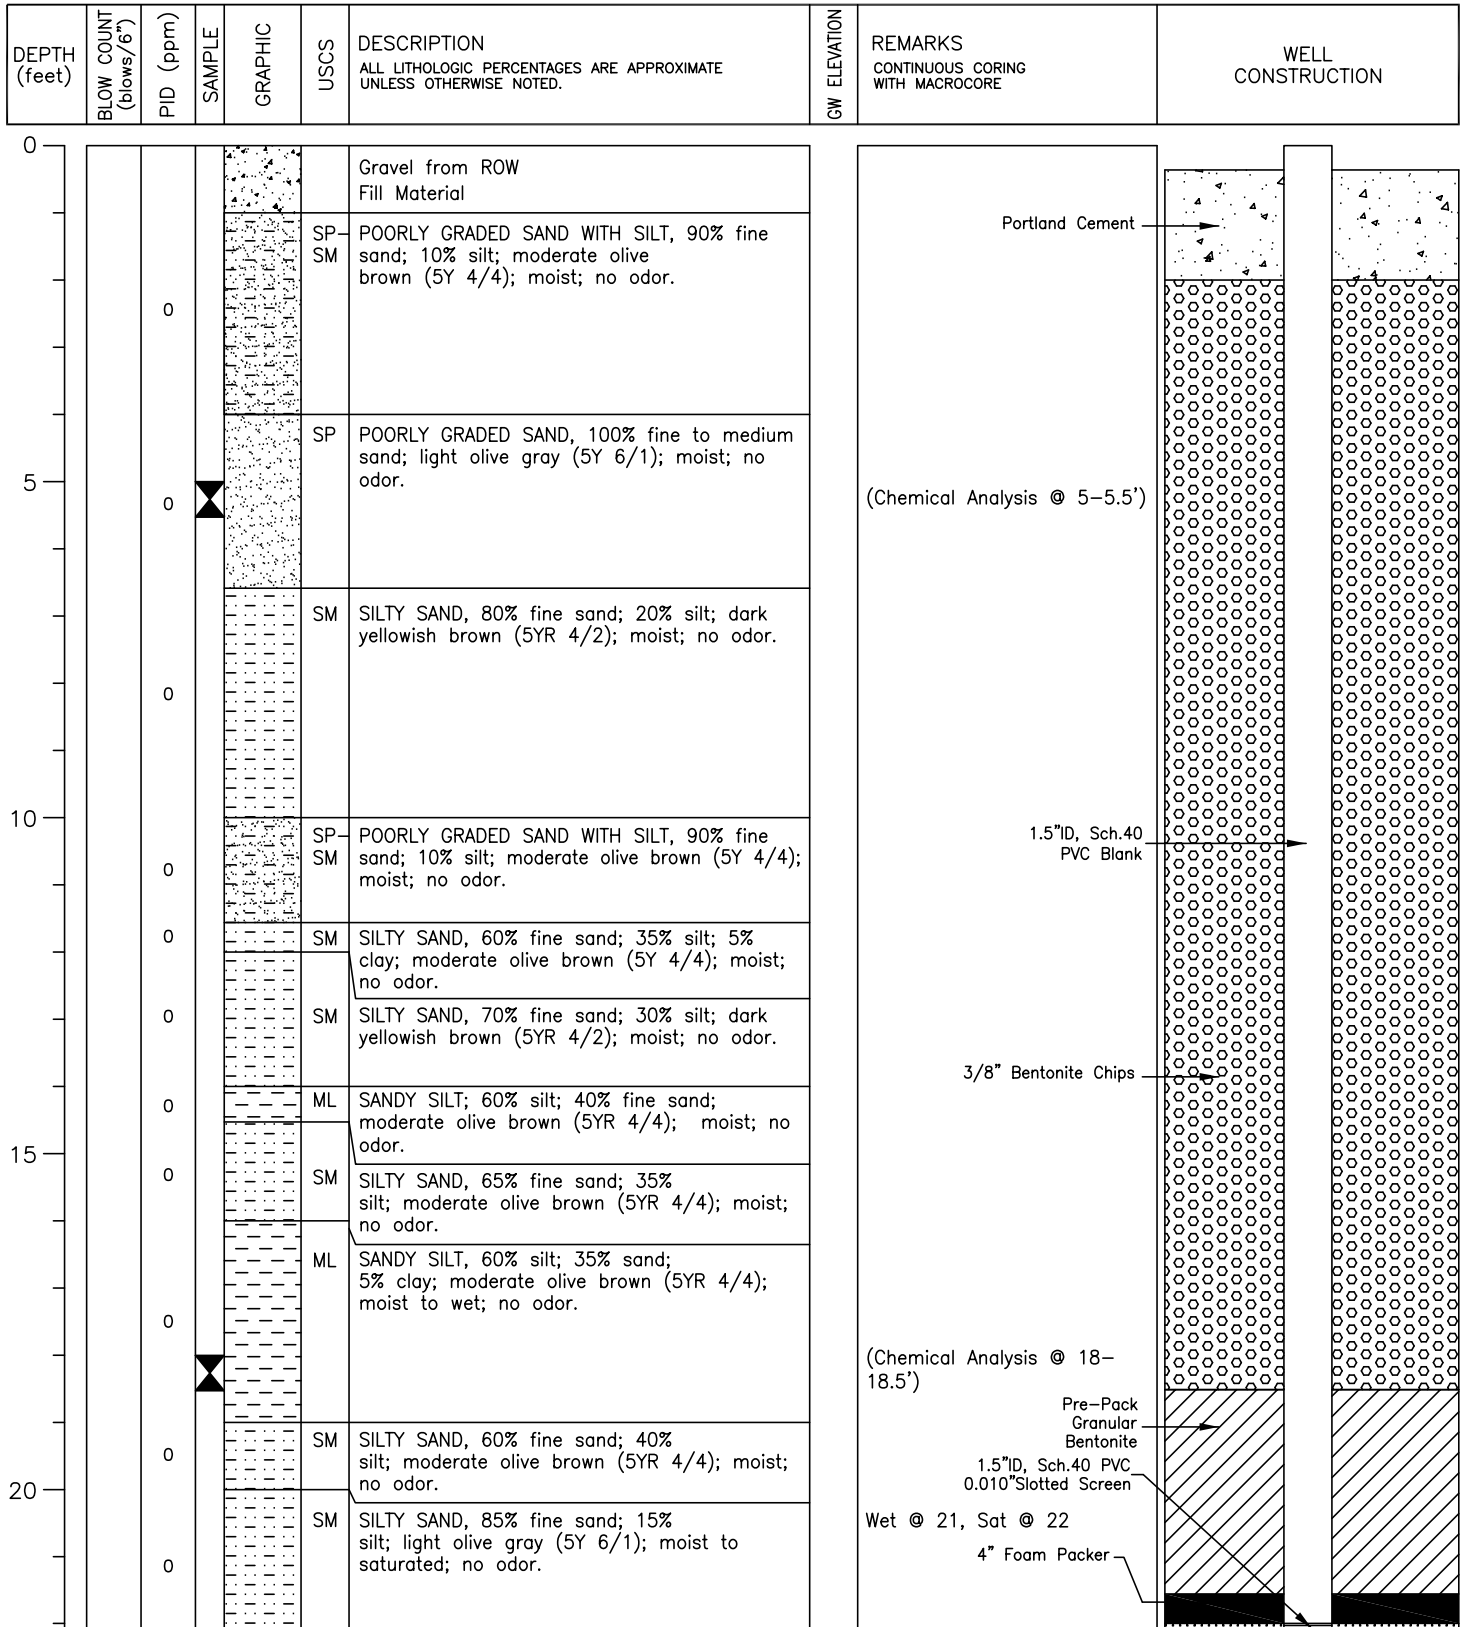 DEPTH
(feet)
BLOW COUNT
(blows/6")
PID (ppm)
SAMPLE
GRAPHIC
USCS
DESCRIPTION
ALL LITHOLOGIC PERCENTAGES ARE APPROXIMATE
UNLESS OTHERWISE NOTED.
GW ELEVATION
REMARKS
CONTINUOUS CORING
WITH MACROCORE
WELL
CONSTRUCTION
0
Gravel from ROW
Fill Material
SP-
SM
POORLY GRADED SAND WITH SILT, 90% fine
sand; 10% silt; moderate olive
brown (5Y 4/4); moist; no odor.
Portland Cement
0
SP
POORLY GRADED SAND, 100% fine to medium
sand; light olive gray (5Y 6/1); moist; no
odor.
5
0
(Chemical Analysis @ 5-5.5')
SM
SILTY SAND, 80% fine sand; 20% silt; dark
yellowish brown (5YR 4/2); moist; no odor.
0
10
SP-
SM
POORLY GRADED SAND WITH SILT, 90% fine
sand; 10% silt; moderate olive brown (5Y 4/4);
moist; no odor.
1.5"ID, Sch.40
PVC Blank
0
0
SM
SILTY SAND, 60% fine sand; 35% silt; 5%
clay; moderate olive brown (5Y 4/4); moist;
no odor.
0
SM
SILTY SAND, 70% fine sand; 30% silt; dark
yellowish brown (5YR 4/2); moist; no odor.
3/8" Bentonite Chips
0
ML
SANDY SILT; 60% silt; 40% fine sand;
moderate olive brown (5YR 4/4); moist; no
odor.
15
0
SM
SILTY SAND, 65% fine sand; 35%
silt; moderate olive brown (5YR 4/4); moist;
no odor.
ML
SANDY SILT, 60% silt; 35% sand;
5% clay; moderate olive brown (5YR 4/4);
moist to wet; no odor.
0
(Chemical Analysis @ 18-
18.5')
Pre-Pack
Granular
Bentonite
0
SM
SILTY SAND, 60% fine sand; 40%
silt; moderate olive brown (5YR 4/4); moist;
no odor.
1.5"ID, Sch.40 PVC
0.010"Slotted Screen
20
SM
SILTY SAND, 85% fine sand; 15%
silt; light olive gray (5Y 6/1); moist to
saturated; no odor.
Wet @ 21, Sat @ 22
4" Foam Packer
0